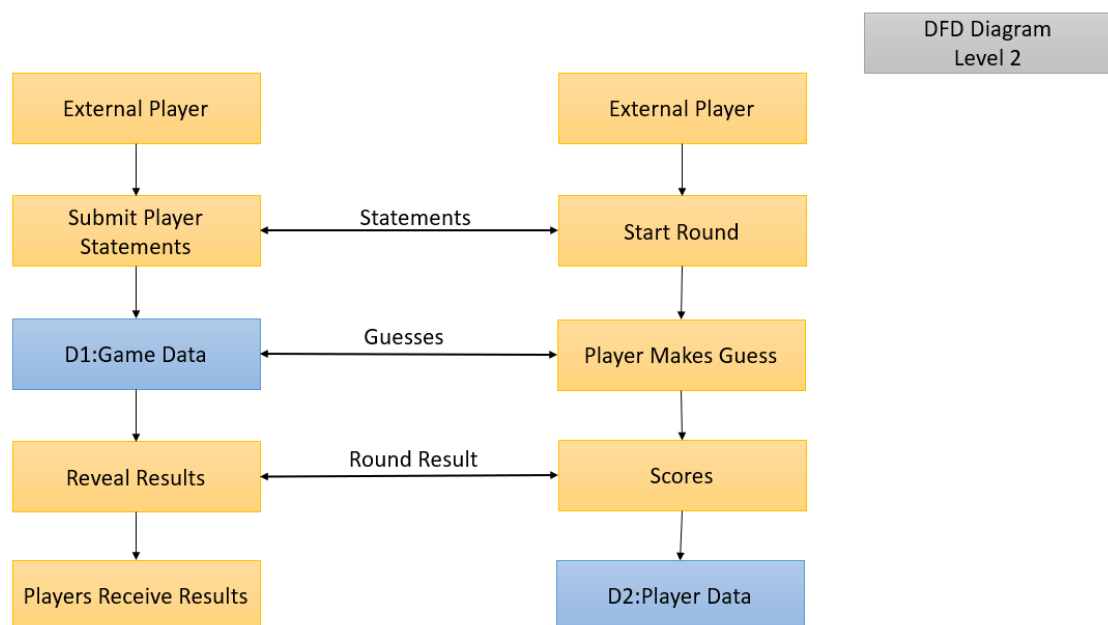 DFD Diagram
Level 2
External Player
External Player
Submit Player
Statements
Statements
Start Round
D1:Game Data
Guesses
Player Makes Guess
Reveal Results
Round Result
Scores
Players Receive Results
D2:Player Data